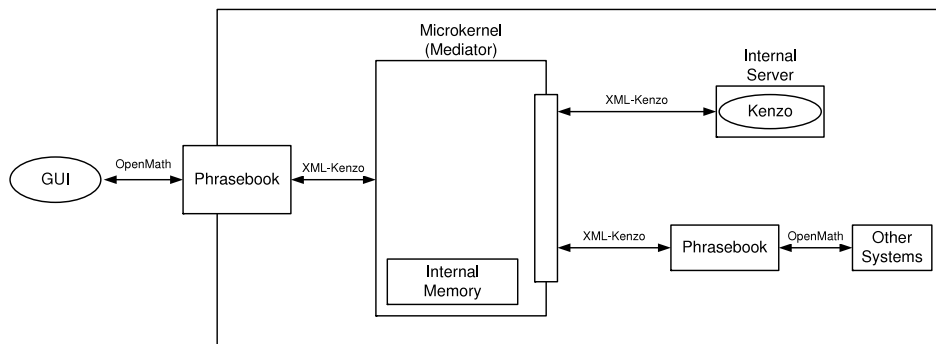 Microkernel
(Mediator)
Internal
Server
XML-Kenzo
Kenzo
OpenMath
XML-Kenzo
GUI
Phrasebook
XML-Kenzo
OpenMath
Phrasebook
Other
Systems
Internal
Memory